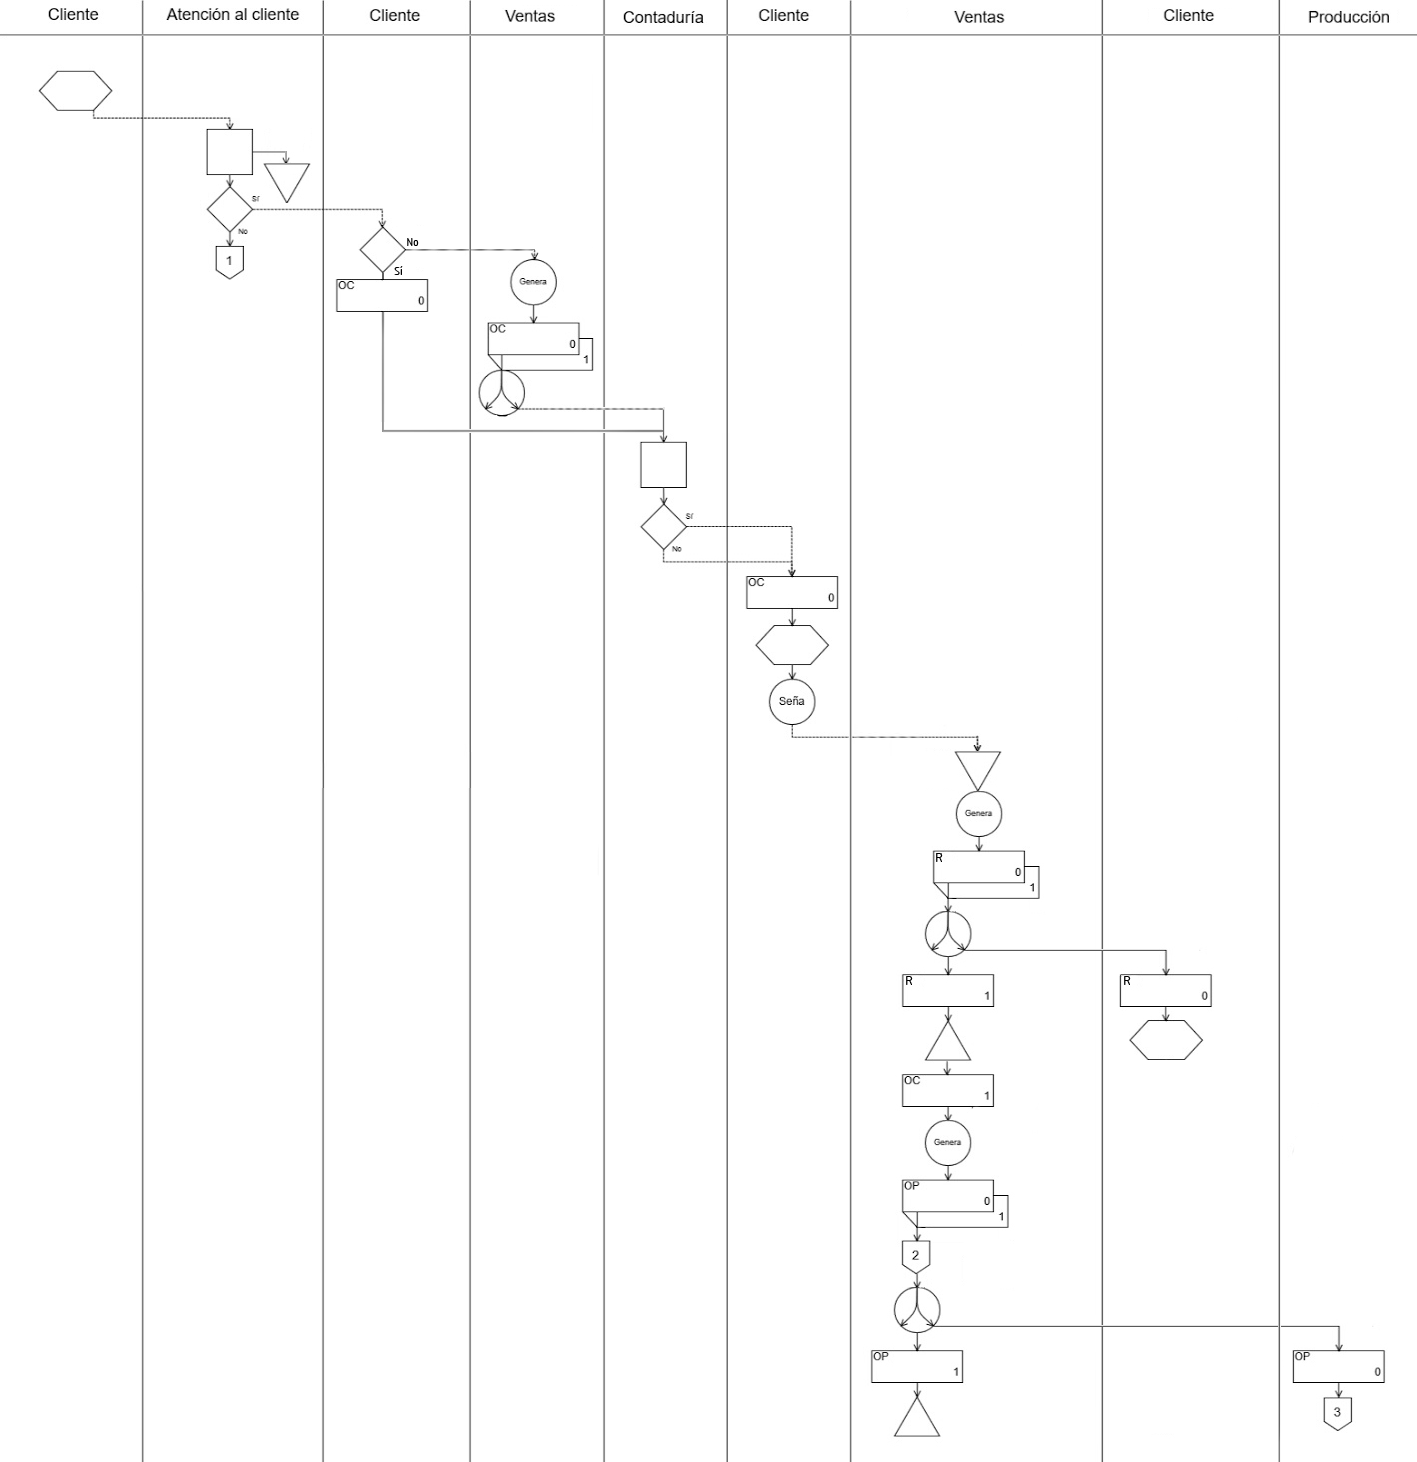 Cliente
Atención al cliente
Cliente
Ventas
Contaduría
Cliente
Ventas
Cliente
Producción
Sí
No
1
No
Sí
OC
0
Genera
OC
0
1
Sí
No
OC
0
Seña
Genera
R
0
1
R
1
R
0
OC
1
Genera
OP
0
1
2
OP
1
OP
0
3